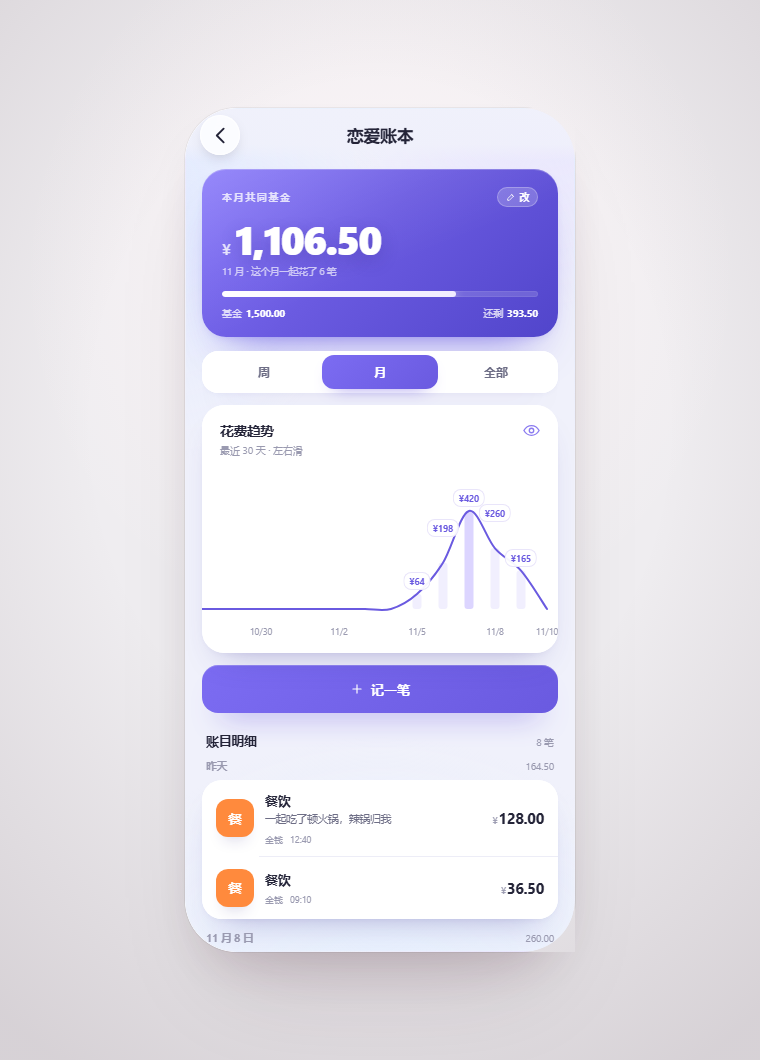 恋爱账本
本月共同基金
改
¥ 1,106.50
11 月 · 这个月一起花了 6 笔
基金 1,500.00
还剩 393.50
周
月
全部
花费趋势
最近 30 天 · 左右滑
¥420
¥260
¥198
¥165
¥64
10/30
11/2
11/5
11/8
11/10
+ 记一笔
账目明细
8 笔
昨天
164.50
餐
餐饮
一起吃了顿火锅，辣锅归我
¥128.00
12:40
餐
餐饮
¥36.50
09:10
11 月 8 日
260.00